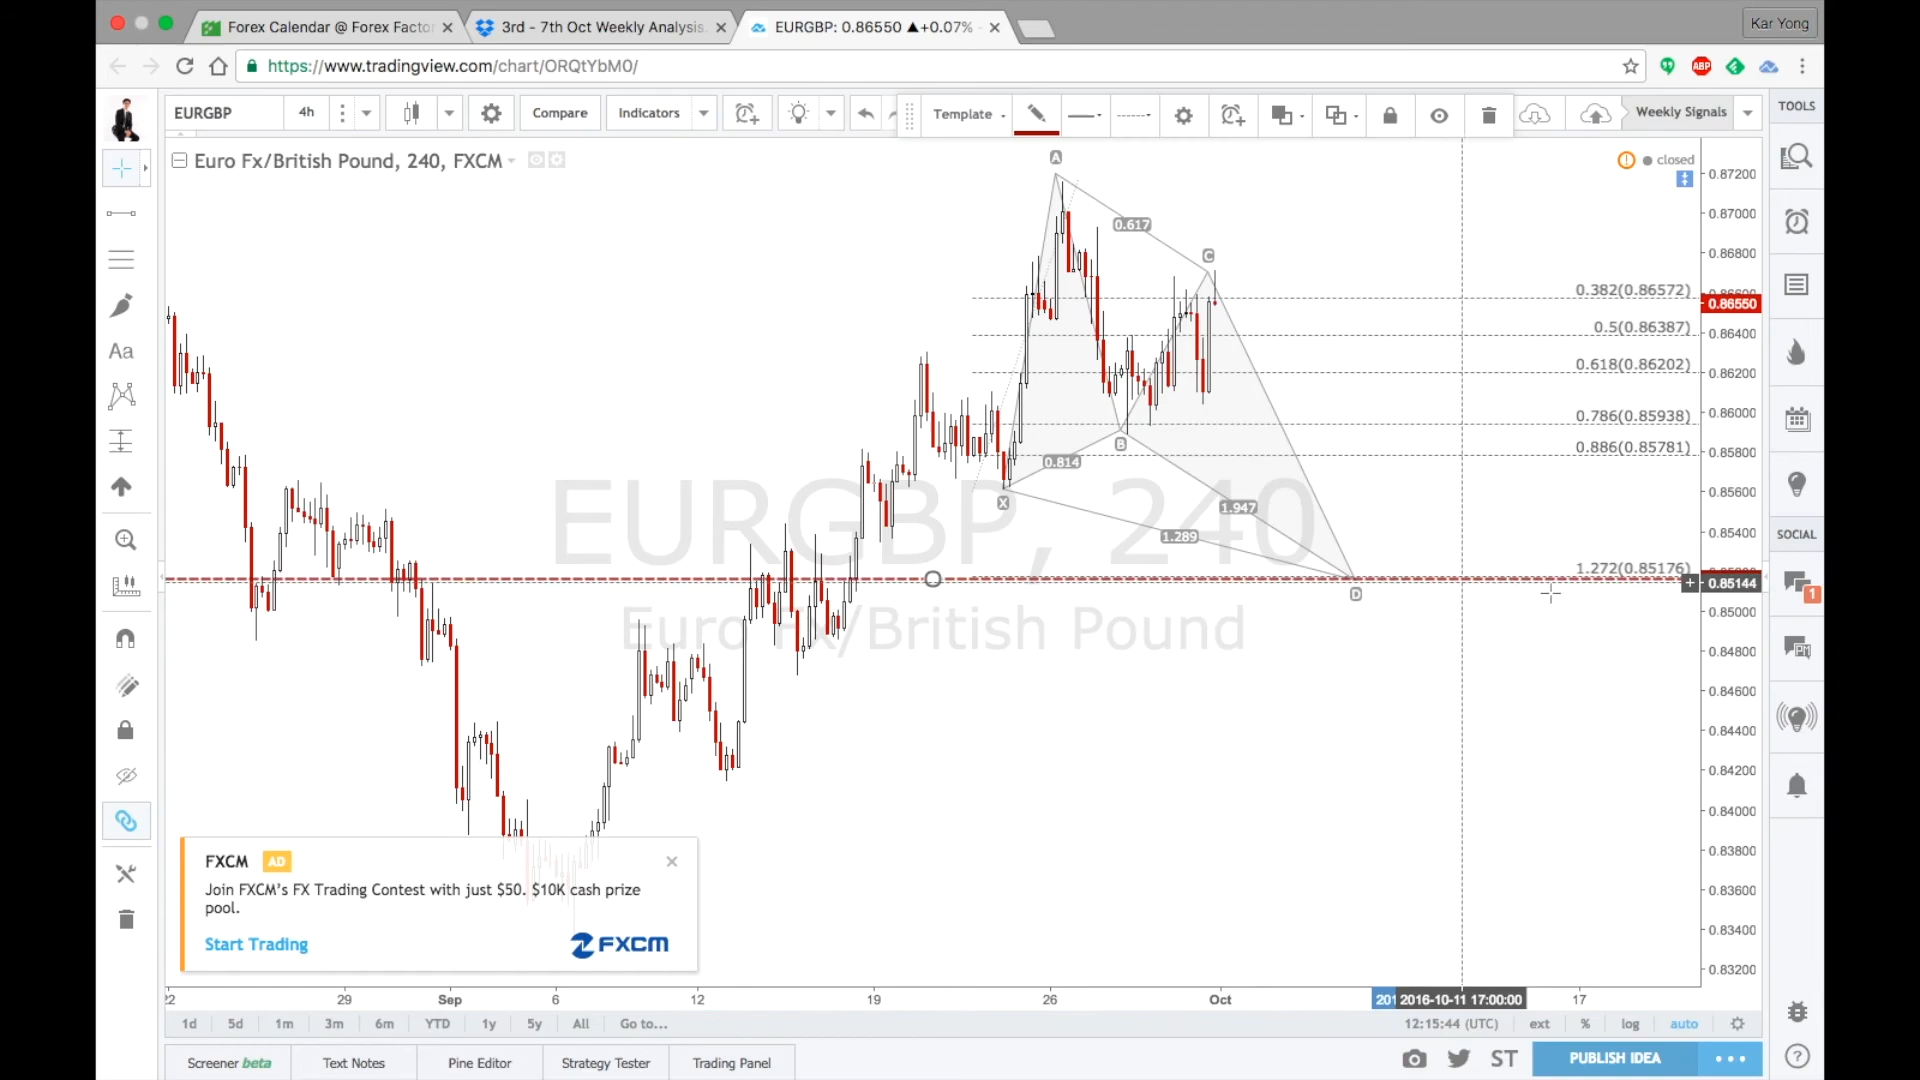 Forex Calendar @ Forex Factor
3rd - 7th Oct Weekly Analysis.
EURGBP: 0.86550 ▲+0.07%
Kar Yong
https://www.tradingview.com/chart/ORQtYbM0/
ABP
EURGBP
4h
Compare
Indicators
Template
Weekly Signals
TOOLS
Euro Fx/British Pound, 240, FXCM
closed
A
0.617
C
0.814
B
X
1.947
1.289
D
0.382(0.86572)
0.5(0.86387)
0.618(0.86202)
0.786(0.85938)
0.886(0.85781)
1.272(0.85176)
0.87200
0.87000
0.86800
0.86550
0.86400
0.86200
0.86000
0.85800
0.85600
0.85400
0.85144
0.85000
0.84800
0.84600
0.84400
0.84200
0.84000
0.83800
0.83600
0.83400
0.83200
EURGBP, 240
Euro Fx/British Pound
SOCIAL
1
Aa
FXCM AD
Join FXCM's FX Trading Contest with just $50. $10K cash prize
pool.
Start Trading
FXCM
22 29 Sep 6 12 19 26 Oct 201 2016-10-11 17:00:00 17
1d 5d 1m 3m 6m YTD 1y 5y All Go to...
12:15:44 (UTC) ext % log auto
Screener beta
Text Notes
Pine Editor
Strategy Tester
Trading Panel
ST
PUBLISH IDEA